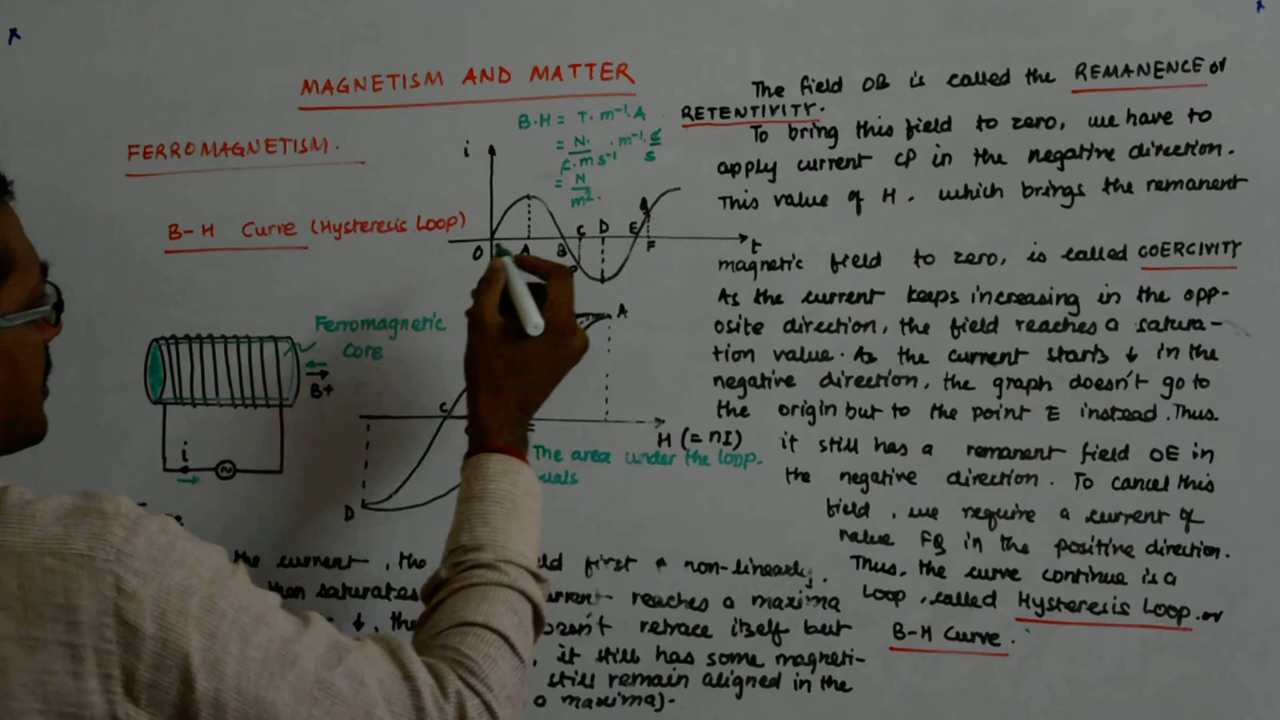 MAGNETISM AND MATTER
FERROMAGNETISM.
B-H Curve (Hysteresis Loop)
Ferromagnetic
core
B+
i
B.H = T. m⁻¹. A
= N. . m⁻¹. C
C. m s⁻¹ s
= N
m².
i
O A B C D E F
t
A
C
D
H (= nI)
The area under the loop.
the current, the
first ↑ non-linearly.
saturates
reaches a maxima
↓, the
retrace itself but
, it still has some magneti-
still remain aligned in the
a maxima).
The field OB is called the REMANENCE or
RETENTIVITY.
To bring this field to zero, we have to
apply current CP in the negative direction.
This value of H, which brings the remanent
magnetic field to zero, is called COERCIVITY
As the current keeps increasing in the opp-
osite direction, the field reaches a satura-
tion value. As the current starts ↓ in the
negative direction, the graph doesn't go to
the origin but to the point E instead. Thus.
it still has a remanent field OE in
the negative direction. To cancel this
field, we require a current of
value FQ in the positive direction.
Thus, the curve continue is a
Loop, called Hysteresis Loop or
B-H Curve.